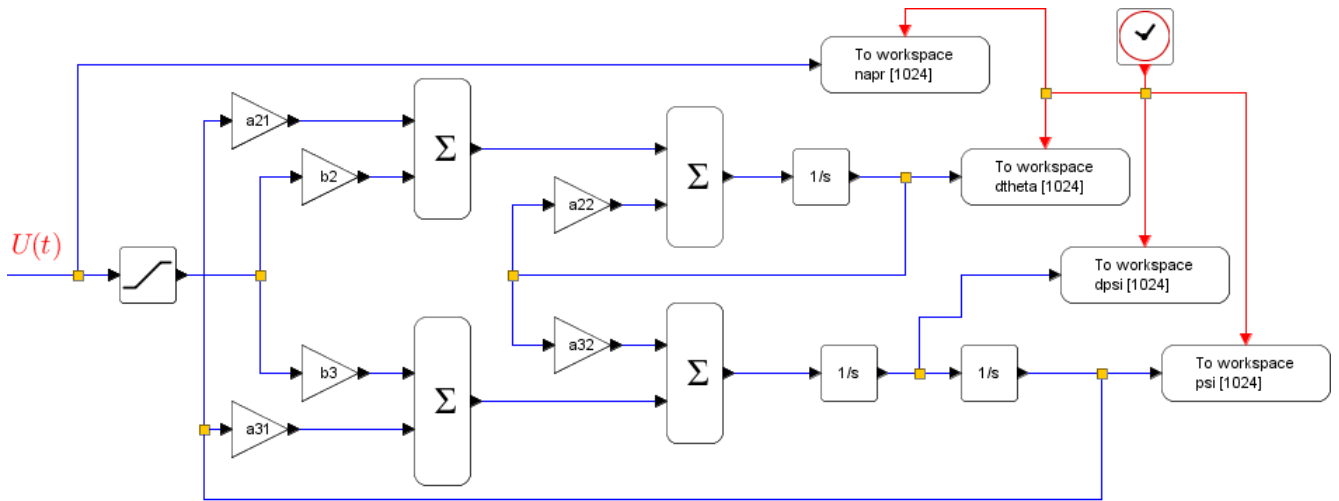 To workspace
napr [1024]
a21
Σ
b2
Σ
1/s
To workspace
dtheta [1024]
a22
U(t)
To workspace
dpsi [1024]
a32
b3
Σ
Σ
1/s
1/s
To workspace
psi [1024]
a31